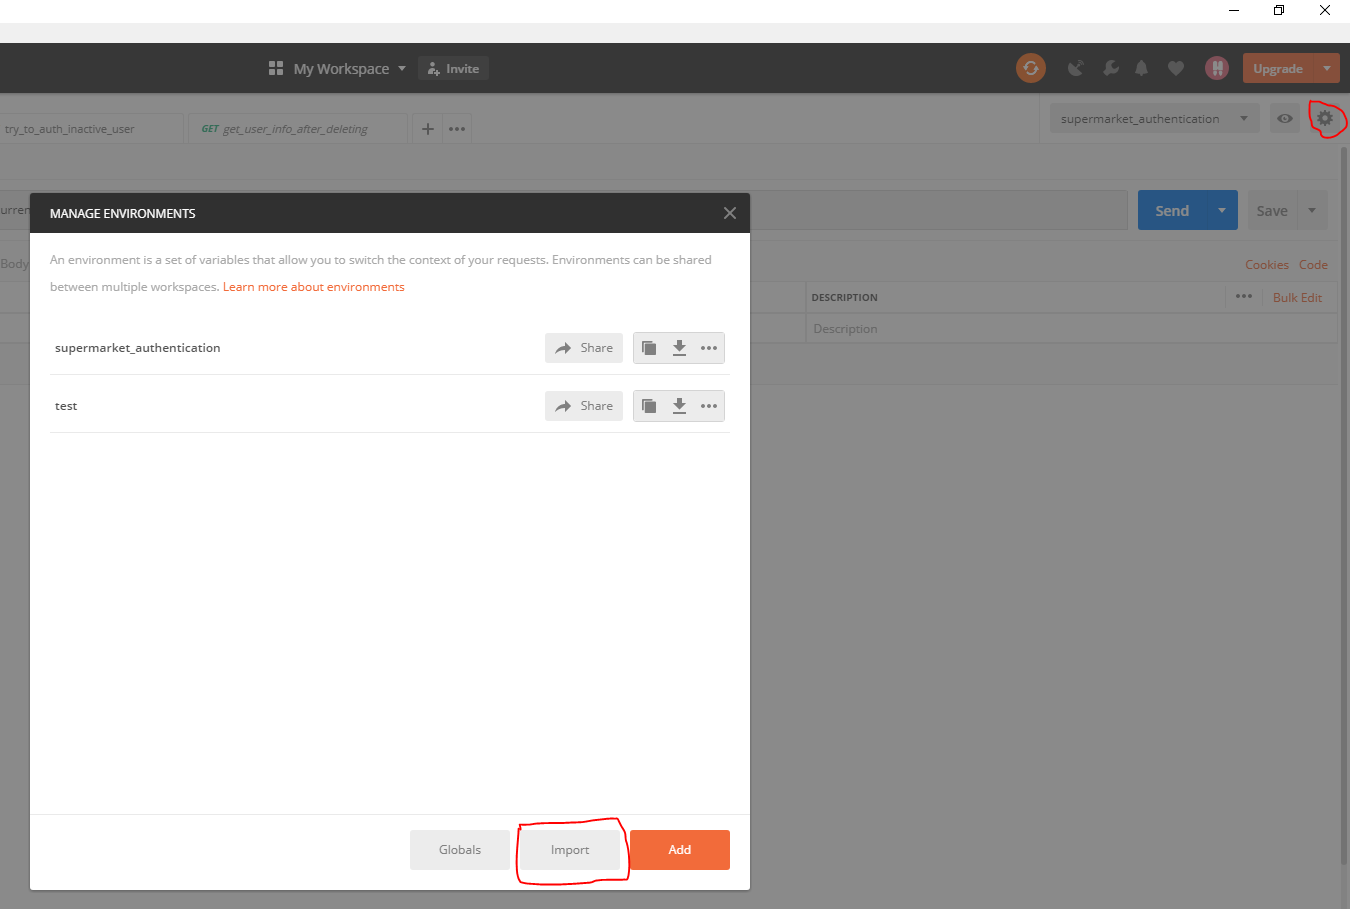 My Workspace Invite Upgrade
try_to_auth_inactive_user GET get_user_info_after_deleting supermarket_authentication
urren Send Save
Body Cookies Code
DESCRIPTION Bulk Edit
Description
MANAGE ENVIRONMENTS
An environment is a set of variables that allow you to switch the context of your requests. Environments can be shared
between multiple workspaces. Learn more about environments
supermarket_authentication Share
test Share
Globals Import Add